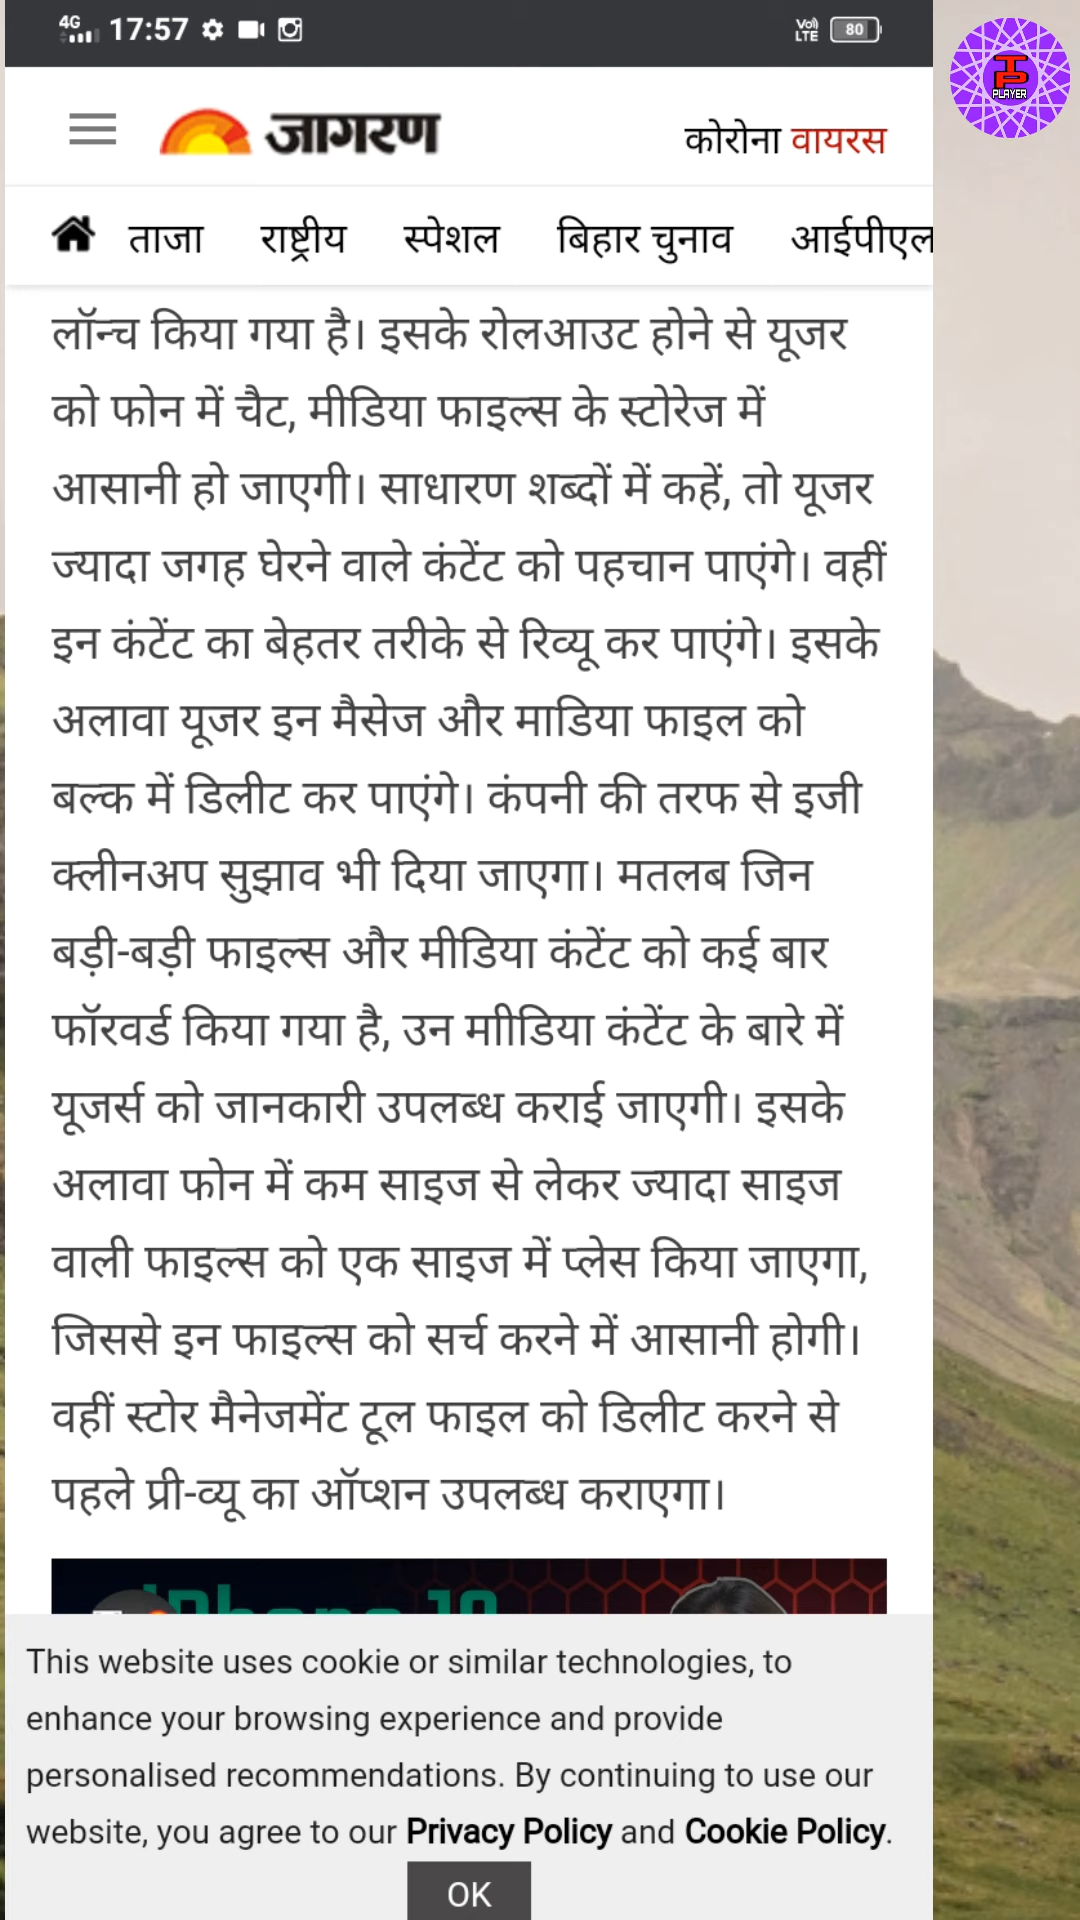 4G 17:57 Vo)) LTE 80
TP PLAYER
जागरण कोरोना वायरस
ताजा राष्ट्रीय स्पेशल बिहार चुनाव आईपीएल
लॉन्च किया गया है। इसके रोलआउट होने से यूजर
को फोन में चैट, मीडिया फाइल्स के स्टोरेज में
आसानी हो जाएगी। साधारण शब्दों में कहें, तो यूजर
ज्यादा जगह घेरने वाले कंटेंट को पहचान पाएंगे। वहीं
इन कंटेंट का बेहतर तरीके से रिव्यू कर पाएंगे। इसके
अलावा यूजर इन मैसेज और माडिया फाइल को
बल्क में डिलीट कर पाएंगे। कंपनी की तरफ से इजी
क्लीनअप सुझाव भी दिया जाएगा। मतलब जिन
बड़ी-बड़ी फाइल्स और मीडिया कंटेंट को कई बार
फॉरवर्ड किया गया है, उन माीडिया कंटेंट के बारे में
यूजर्स को जानकारी उपलब्ध कराई जाएगी। इसके
अलावा फोन में कम साइज से लेकर ज्यादा साइज
वाली फाइल्स को एक साइज में प्लेस किया जाएगा,
जिससे इन फाइल्स को सर्च करने में आसानी होगी।
वहीं स्टोर मैनेजमेंट टूल फाइल को डिलीट करने से
पहले प्री-व्यू का ऑप्शन उपलब्ध कराएगा।
This website uses cookie or similar technologies, to
enhance your browsing experience and provide
personalised recommendations. By continuing to use our
website, you agree to our Privacy Policy and Cookie Policy.
OK